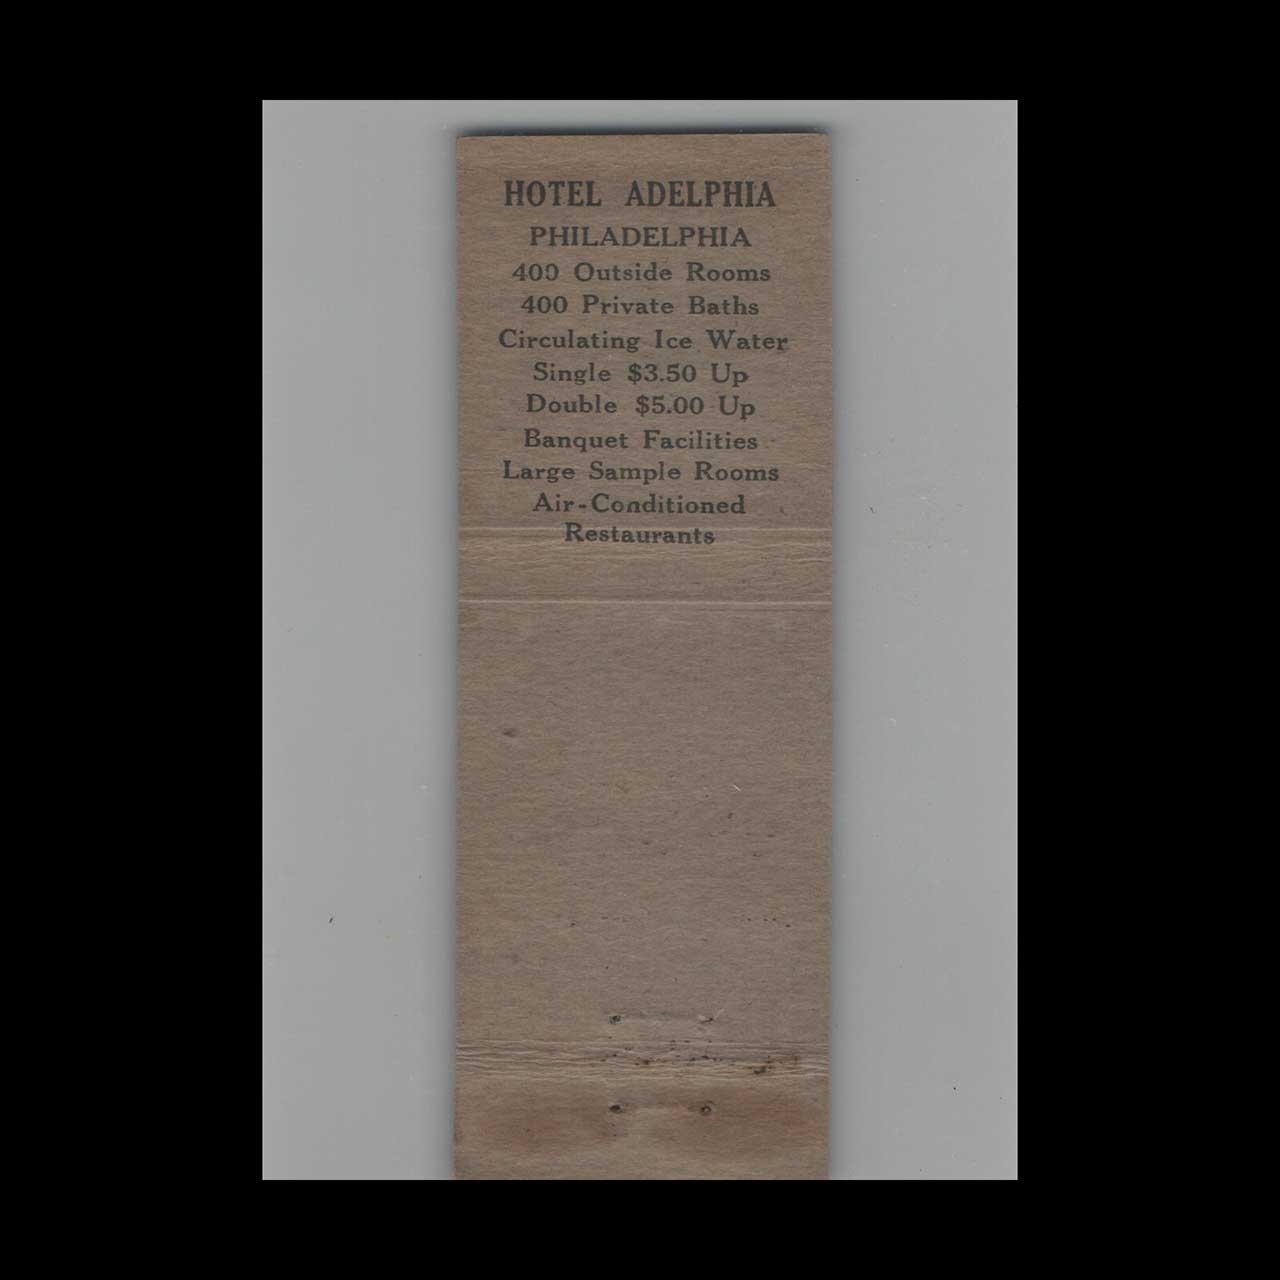 HOTEL ADELPHIA
PHILADELPHIA
400 Outside Rooms
400 Private Baths
Circulating Ice Water
Single $3.50 Up
Double $5.00 Up
Banquet Facilities
Large Sample Rooms
Air-Conditioned
Restaurants